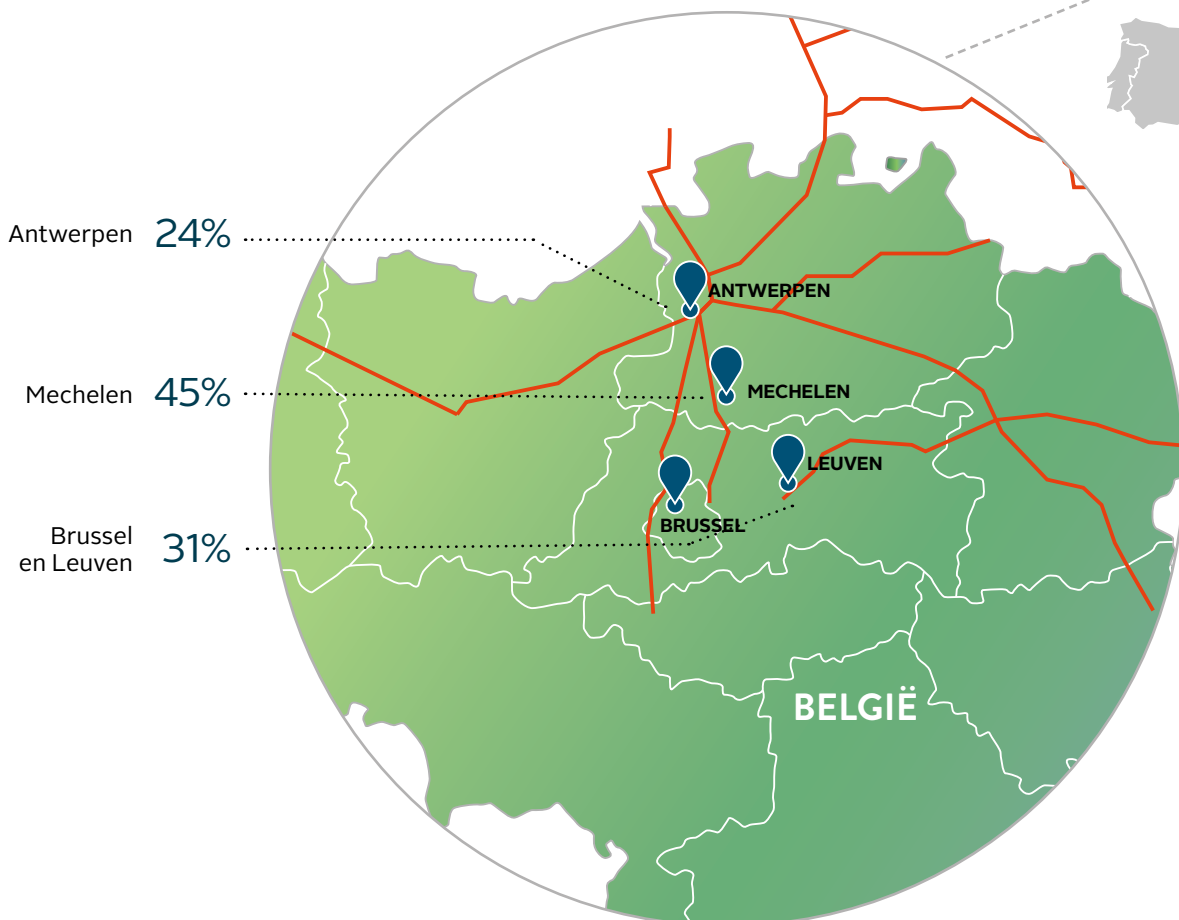 Antwerpen 24%
ANTWERPEN
Mechelen 45%
MECHELEN
LEUVEN
BRUSSEL
Brussel
en Leuven 31%
BELGIË